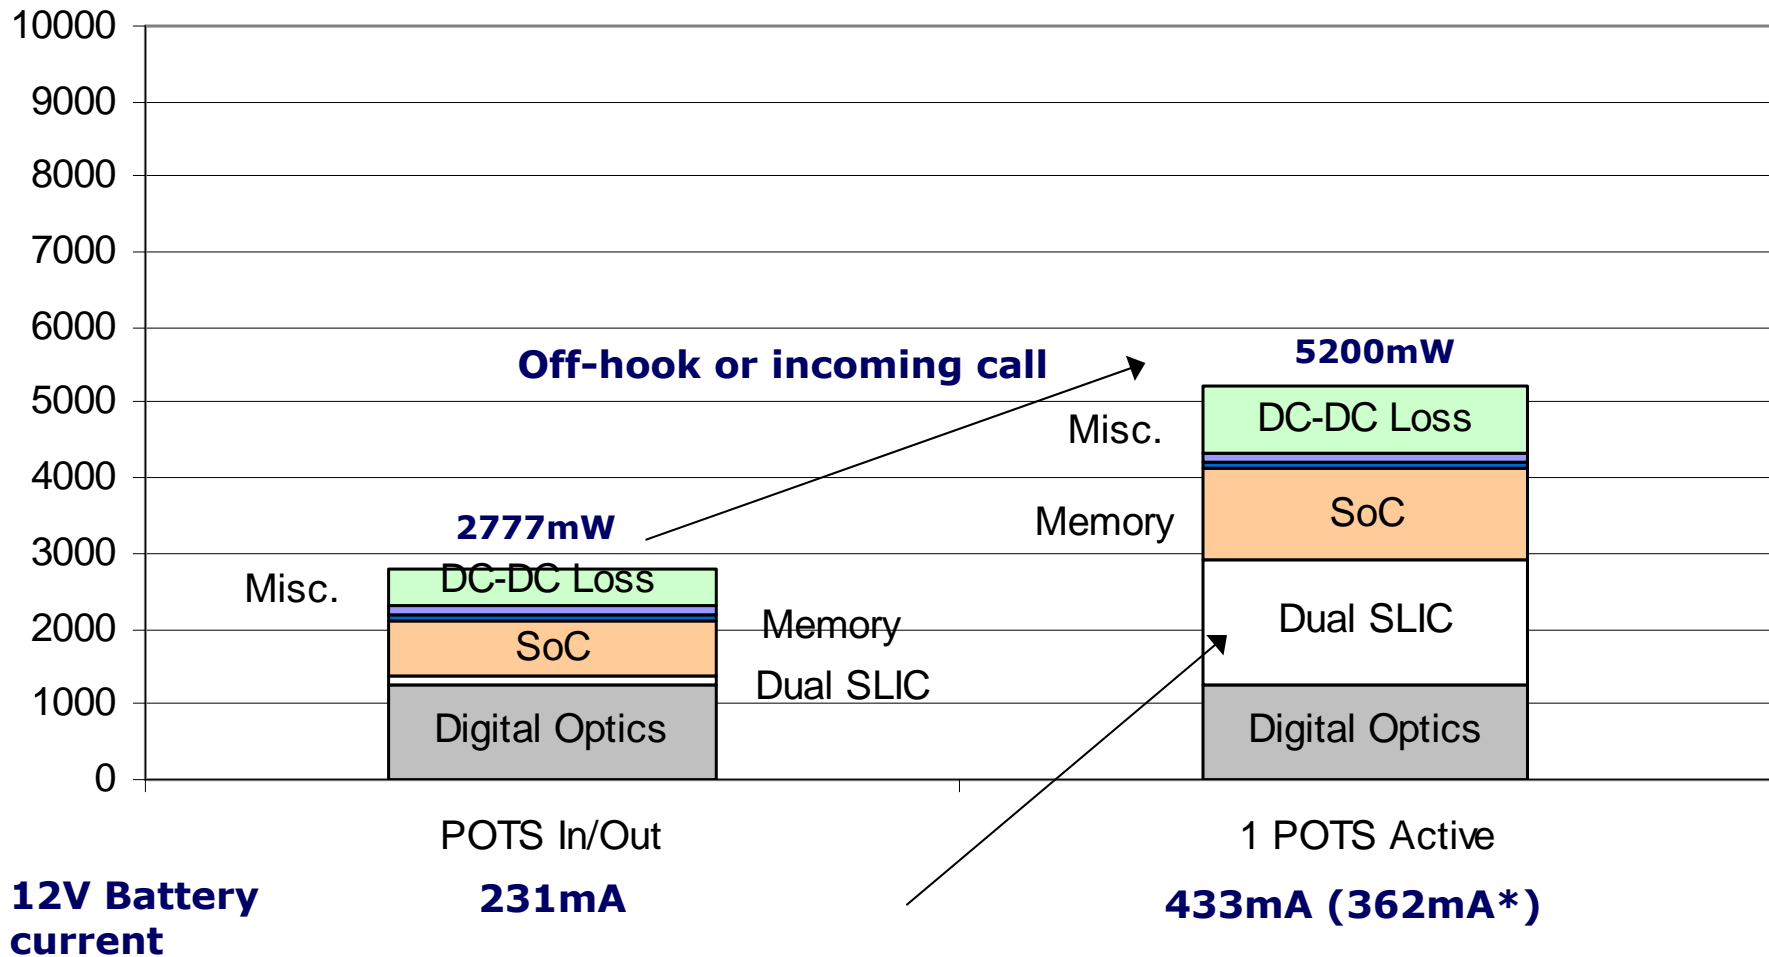 10000
9000
8000
7000
6000
5000
4000
3000
2000
1000
0
Off-hook or incoming call
5200mW
DC-DC Loss
Misc.
SoC
Memory
2777mW
DC-DC Loss
Misc.
Memory
SoC
Dual SLIC
Dual SLIC
Digital Optics
Digital Optics
POTS In/Out
1 POTS Active
12V Battery
current
231mA
433mA (362mA*)